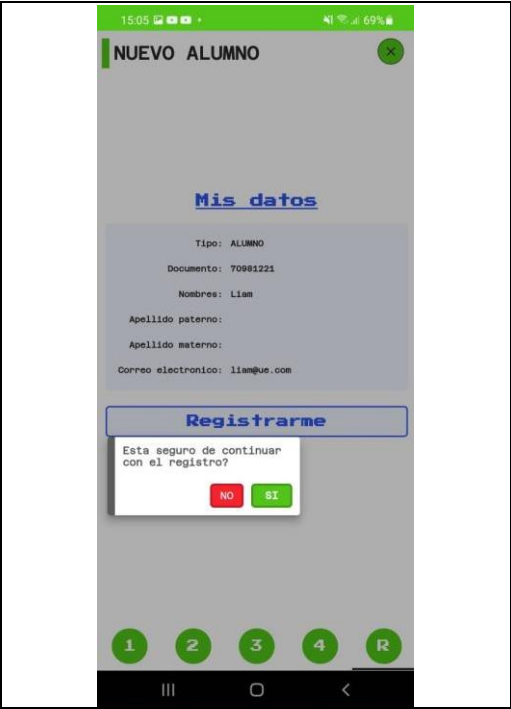 15:05
69%
NUEVO ALUMNO
Mis datos
Tipo: ALUMNO
Documento: 70981221
Nombres: Liam
Apellido paterno:
Apellido materno:
Correo electronico: liam@ue.com
Registrarme
Esta seguro de continuar
con el registro?
NO SI
1 2 3 4 R